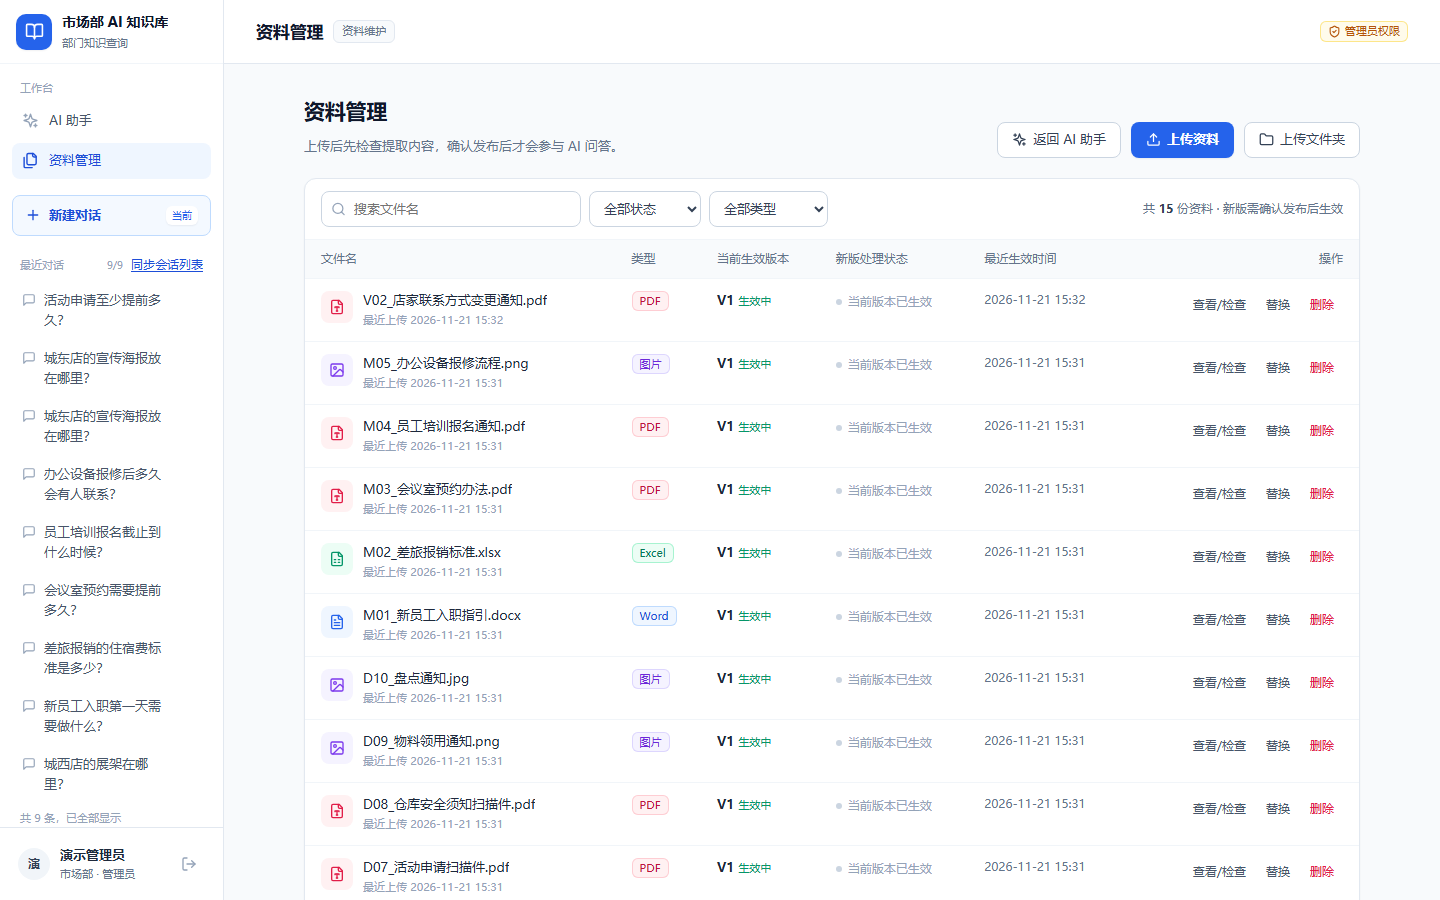 市场部 AI 知识库
部门知识查询
工作台
AI 助手
资料管理
新建对话 当前
最近对话 9/9 同步会话列表
活动申请至少提前多
久?
城东店的宣传海报放
在哪里?
城东店的宣传海报放
在哪里?
办公设备报修后多久
会有人联系?
员工培训报名截止到
什么时候?
会议室预约需要提前
多久?
差旅报销的住宿费标
准是多少?
新员工入职第一天需
要做什么?
城西店的展架在哪
里?
共 9 条，已全部显示
演 演示管理员
市场部 · 管理员
资料管理 资料维护
管理员权限
资料管理
上传后先检查提取内容，确认发布后才会参与 AI 问答。
返回 AI 助手 上传资料 上传文件夹
搜索文件名 全部状态 全部类型 共 15 份资料 · 新版需确认发布后生效
文件名 类型 当前生效版本 新版处理状态 最近生效时间 操作
V02_店家联系方式变更通知.pdf PDF V1 生效中 当前版本已生效 2026-11-21 15:32 查看/检查 替换 删除
最近上传 2026-11-21 15:32
M05_办公设备报修流程.png 图片 V1 生效中 当前版本已生效 2026-11-21 15:31 查看/检查 替换 删除
最近上传 2026-11-21 15:31
M04_员工培训报名通知.pdf PDF V1 生效中 当前版本已生效 2026-11-21 15:31 查看/检查 替换 删除
最近上传 2026-11-21 15:31
M03_会议室预约办法.pdf PDF V1 生效中 当前版本已生效 2026-11-21 15:31 查看/检查 替换 删除
最近上传 2026-11-21 15:31
M02_差旅报销标准.xlsx Excel V1 生效中 当前版本已生效 2026-11-21 15:31 查看/检查 替换 删除
最近上传 2026-11-21 15:31
M01_新员工入职指引.docx Word V1 生效中 当前版本已生效 2026-11-21 15:31 查看/检查 替换 删除
最近上传 2026-11-21 15:31
D10_盘点通知.jpg 图片 V1 生效中 当前版本已生效 2026-11-21 15:31 查看/检查 替换 删除
最近上传 2026-11-21 15:31
D09_物料领用通知.png 图片 V1 生效中 当前版本已生效 2026-11-21 15:31 查看/检查 替换 删除
最近上传 2026-11-21 15:31
D08_仓库安全须知扫描件.pdf PDF V1 生效中 当前版本已生效 2026-11-21 15:31 查看/检查 替换 删除
最近上传 2026-11-21 15:31
D07_活动申请扫描件.pdf PDF V1 生效中 当前版本已生效 2026-11-21 15:31 查看/检查 替换 删除
最近上传 2026-11-21 15:31